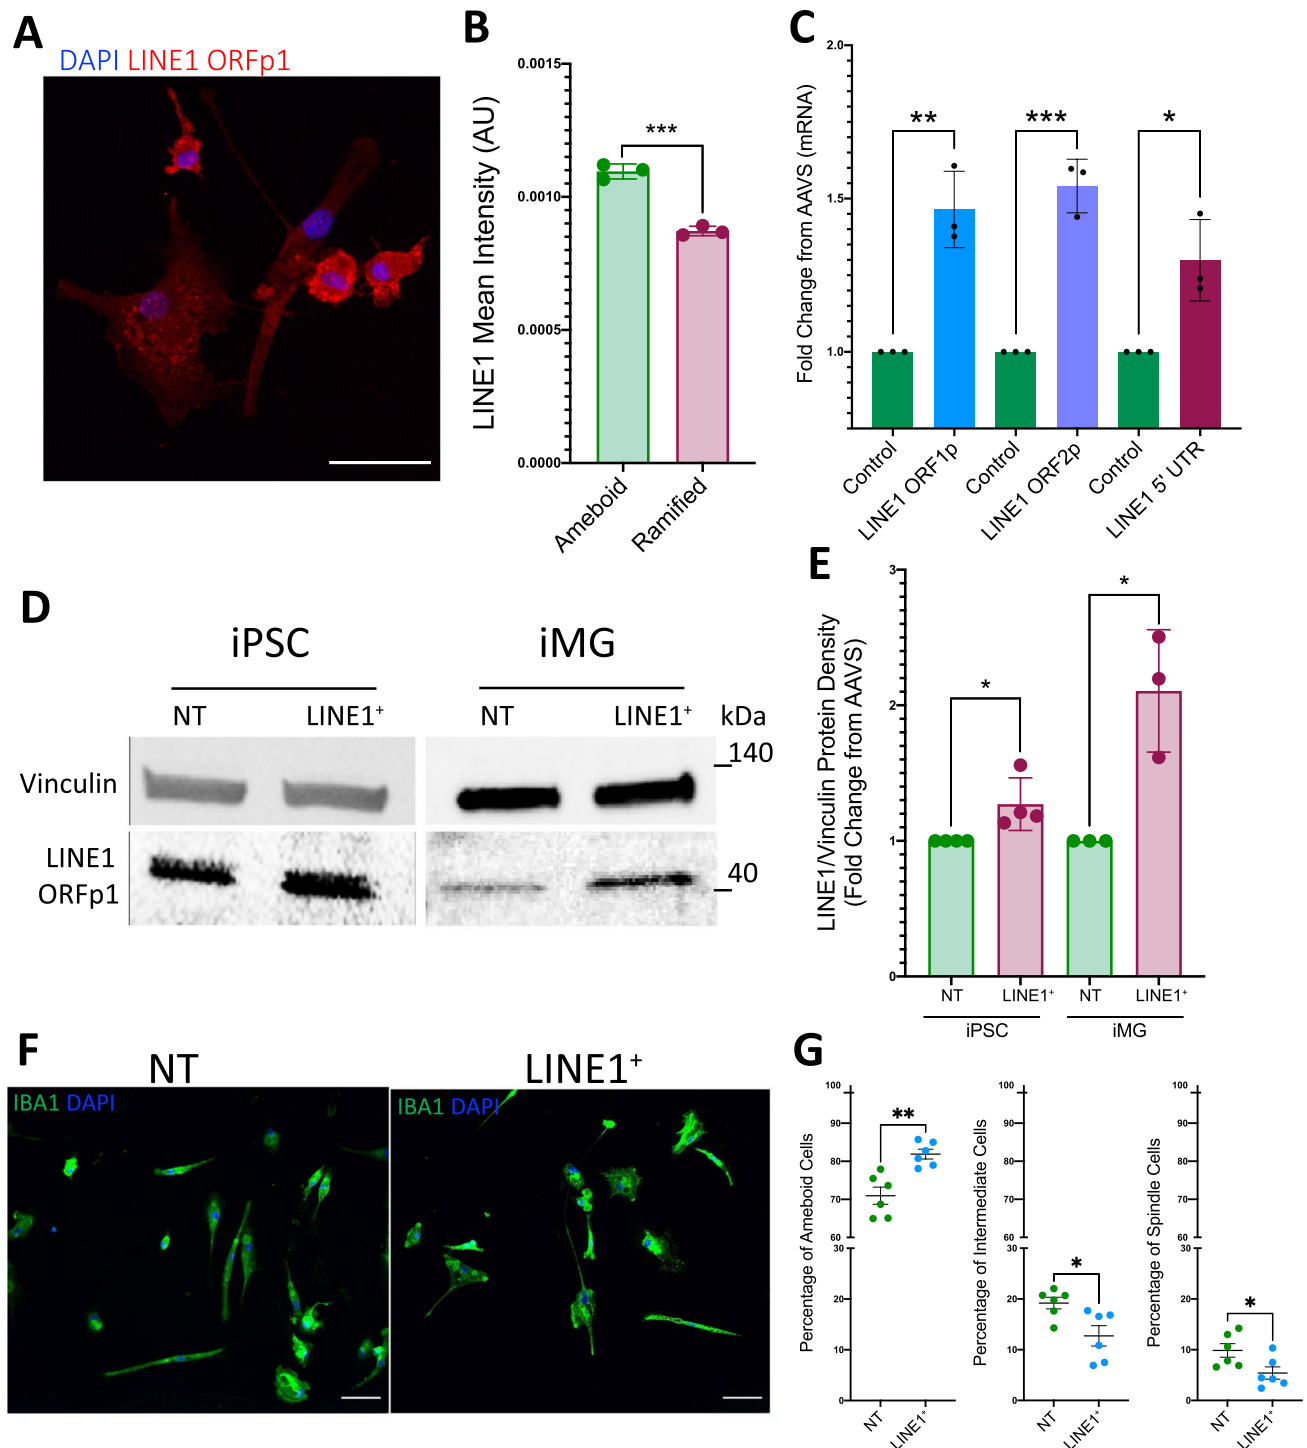 A
DAPI LINE1 ORFp1
B
LINE1 Mean Intensity (AU)
0.0015
0.0010
0.0005
0.0000
***
Ameboid
Ramified
C
Fold Change from AAVS (mRNA)
2.0
1.5
1.0
**
***
*
Control
LINE1 ORF1p
Control
LINE1 ORF2p
Control
LINE1 5' UTR
D
iPSC
iMG
NT
LINE1+
NT
LINE1+
kDa
Vinculin
140
LINE1
ORFp1
40
E
LINE1/Vinculin Protein Density
(Fold Change from AAVS)
3
2
1
0
*
*
NT
LINE1+
NT
LINE1+
iPSC
iMG
F
NT
LINE1+
IBA1 DAPI
IBA1 DAPI
G
Percentage of Ameboid Cells
100
90
80
70
60
30
20
10
0
**
NT
LINE1+
Percentage of Intermediate Cells
100
90
80
70
60
30
20
10
0
*
NT
LINE1+
Percentage of Spindle Cells
100
90
80
70
60
30
20
10
0
*
NT
LINE1+